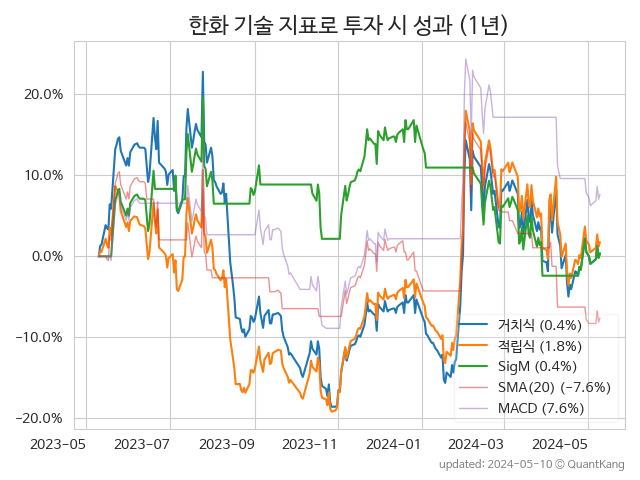 한화 기술 지표로 투자 시 성과 (1년)
20.0%
10.0%
0.0%
−10.0%
−20.0%
2023-05
2023-07
2023-09
2023-11
2024-01
2024-03
2024-05
거치식 (0.4%)
적립식 (1.8%)
SigM (0.4%)
SMA(20) (−7.6%)
MACD (7.6%)
updated: 2024-05-10 ⓒ QuantKang